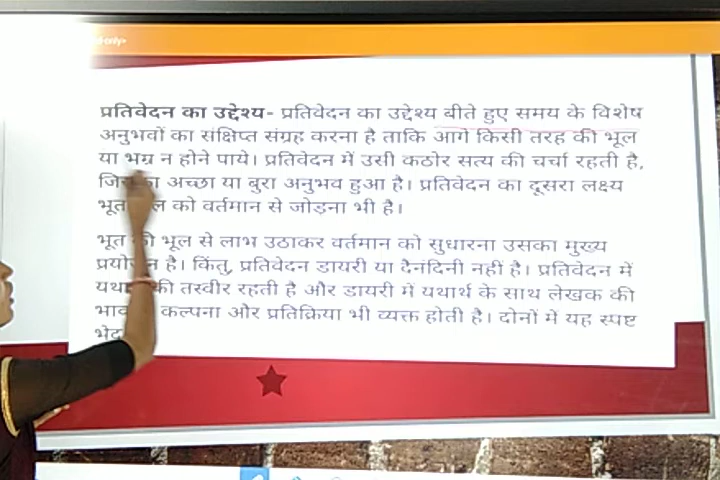 प्रतिवेदन का उद्देश्य- प्रतिवेदन का उद्देश्य बीते हुए समय के विशेष
अनुभवों का संक्षिप्त संग्रह करना है ताकि आगे किसी तरह की भूल
या भ्रम न होने पाये। प्रतिवेदन में उसी कठोर सत्य की चर्चा रहती है,
अच्छा या बुरा अनुभव हुआ है। प्रतिवेदन का दूसरा लक्ष्य
को वर्तमान से जोड़ना भी है।
भूत की भूल से लाभ उठाकर वर्तमान को सुधारना उसका मुख्य
है। किंतु, प्रतिवेदन डायरी या दैनंदिनी नहीं है। प्रतिवेदन में
की तस्वीर रहती है और डायरी में यथार्थ के साथ लेखक की
कल्पना और प्रतिक्रिया भी व्यक्त होती है। दोनों में यह स्पष्ट